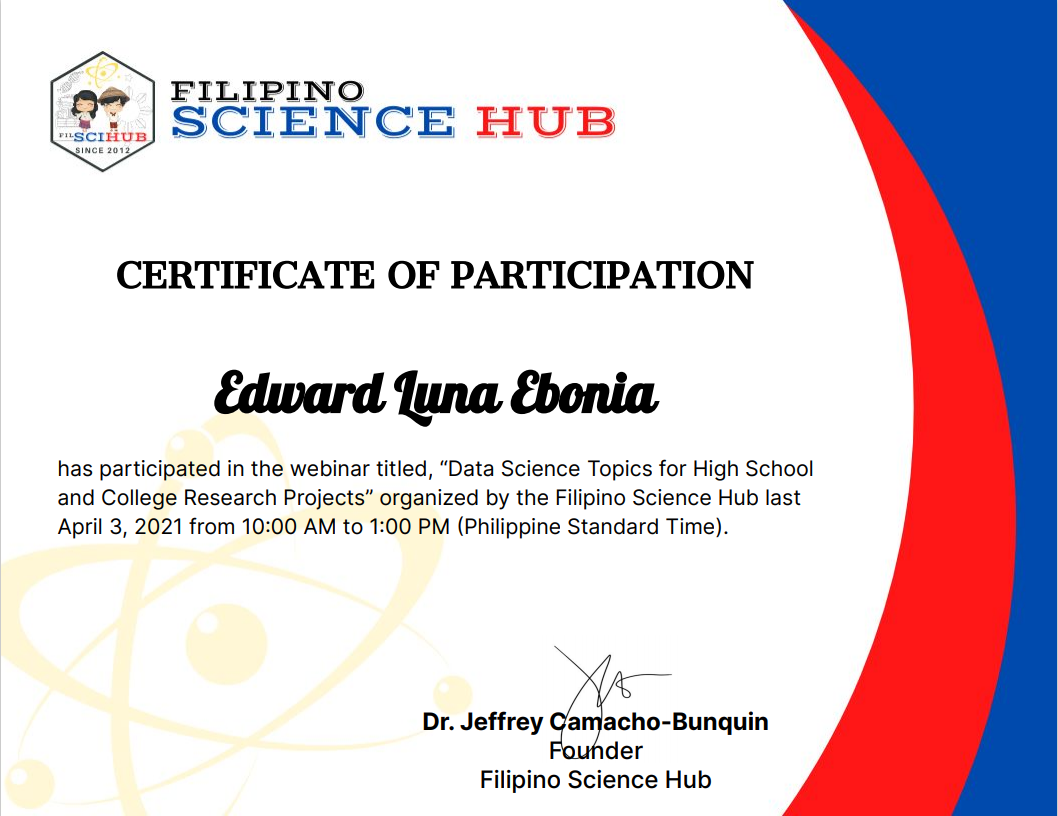 FILSCIHUB
SINCE 2012
FILIPINO
SCIENCE HUB
CERTIFICATE OF PARTICIPATION
Edward Luna Ebonia
has participated in the webinar titled, “Data Science Topics for High School
and College Research Projects” organized by the Filipino Science Hub last
April 3, 2021 from 10:00 AM to 1:00 PM (Philippine Standard Time).
Dr. Jeffrey Camacho-Bunquin
Founder
Filipino Science Hub